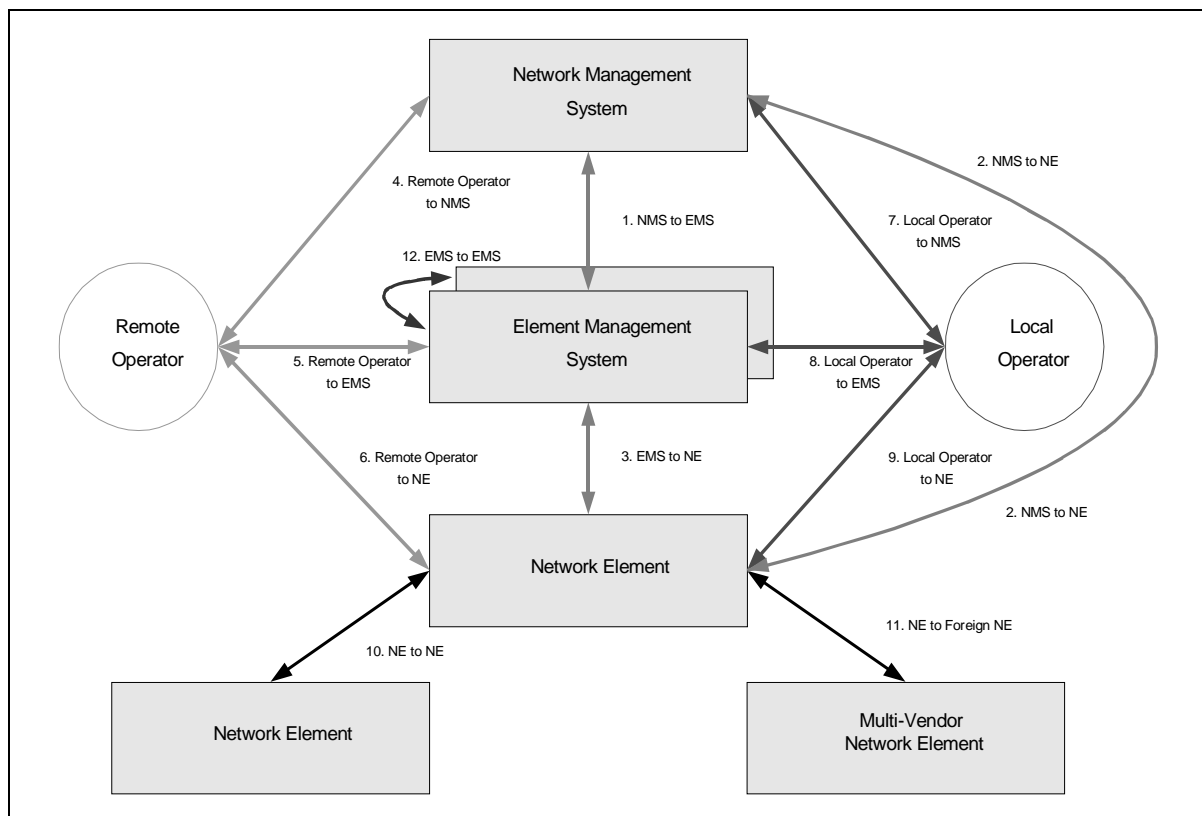 Network Management
System
2. NMS to NE
4. Remote Operator
to NMS
1. NMS to EMS
7. Local Operator
to NMS
12. EMS to EMS
Remote
Operator
Element Management
System
Local
Operator
5. Remote Operator
to EMS
8. Local Operator
to EMS
6. Remote Operator
to NE
3. EMS to NE
9. Local Operator
to NE
2. NMS to NE
Network Element
11. NE to Foreign NE
10. NE to NE
Network Element
Multi-Vendor
Network Element